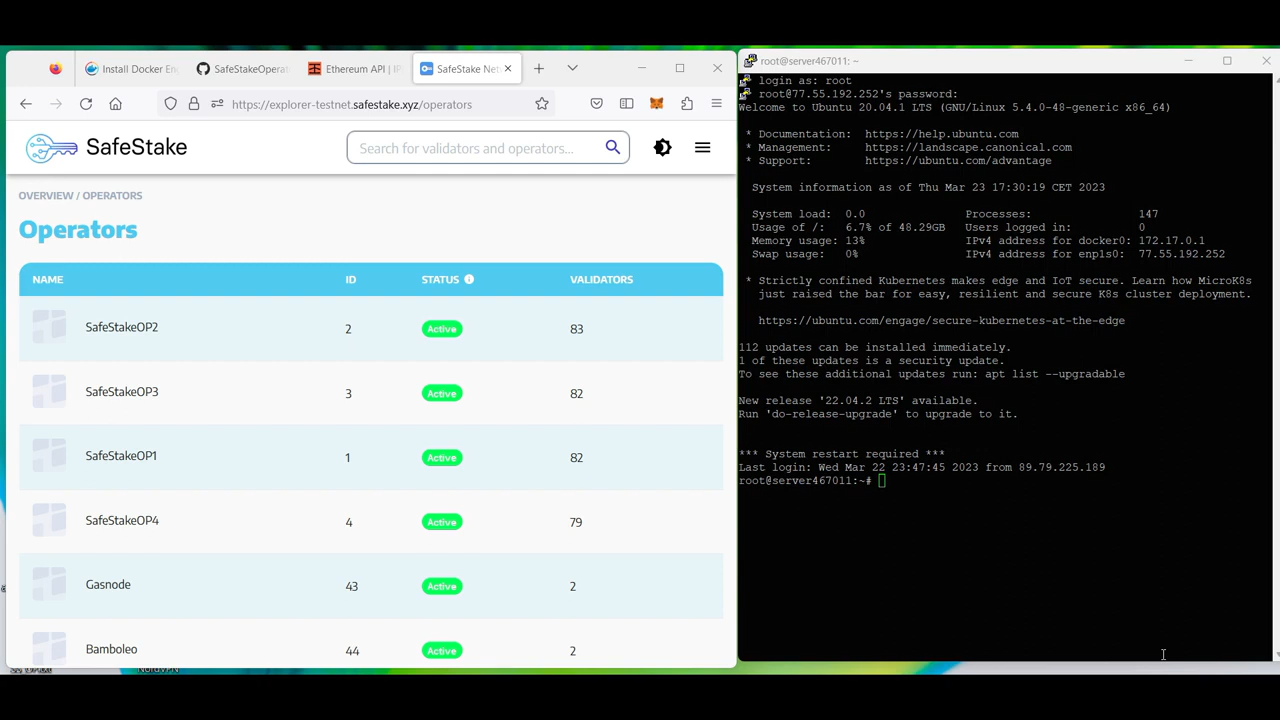 Install Docker En
SafeStakeOperat
Ethereum API | IP
SafeStake Net
https://explorer-testnet.safestake.xyz/operators
SafeStake
Search for validators and operators...
OVERVIEW / OPERATORS
Operators
NAME ID STATUS VALIDATORS
SafeStakeOP2 2 Active 83
SafeStakeOP3 3 Active 82
SafeStakeOP1 1 Active 82
SafeStakeOP4 4 Active 79
Gasnode 43 Active 2
Bamboleo 44 Active 2
root@server467011: ~
login as: root
root@77.55.192.252's password:
Welcome to Ubuntu 20.04.1 LTS (GNU/Linux 5.4.0-48-generic x86_64)
* Documentation: https://help.ubuntu.com
* Management: https://landscape.canonical.com
* Support: https://ubuntu.com/advantage
System information as of Thu Mar 23 17:30:19 CET 2023
System load: 0.0 Processes: 147
Usage of /: 6.7% of 48.29GB Users logged in: 0
Memory usage: 13% IPv4 address for docker0: 172.17.0.1
Swap usage: 0% IPv4 address for enp1s0: 77.55.192.252
* Strictly confined Kubernetes makes edge and IoT secure. Learn how MicroK8s
just raised the bar for easy, resilient and secure K8s cluster deployment.
https://ubuntu.com/engage/secure-kubernetes-at-the-edge
112 updates can be installed immediately.
1 of these updates is a security update.
To see these additional updates run: apt list --upgradable
New release '22.04.2 LTS' available.
Run 'do-release-upgrade' to upgrade to it.
*** System restart required ***
Last login: Wed Mar 22 23:47:45 2023 from 89.79.225.189
root@server467011:~#